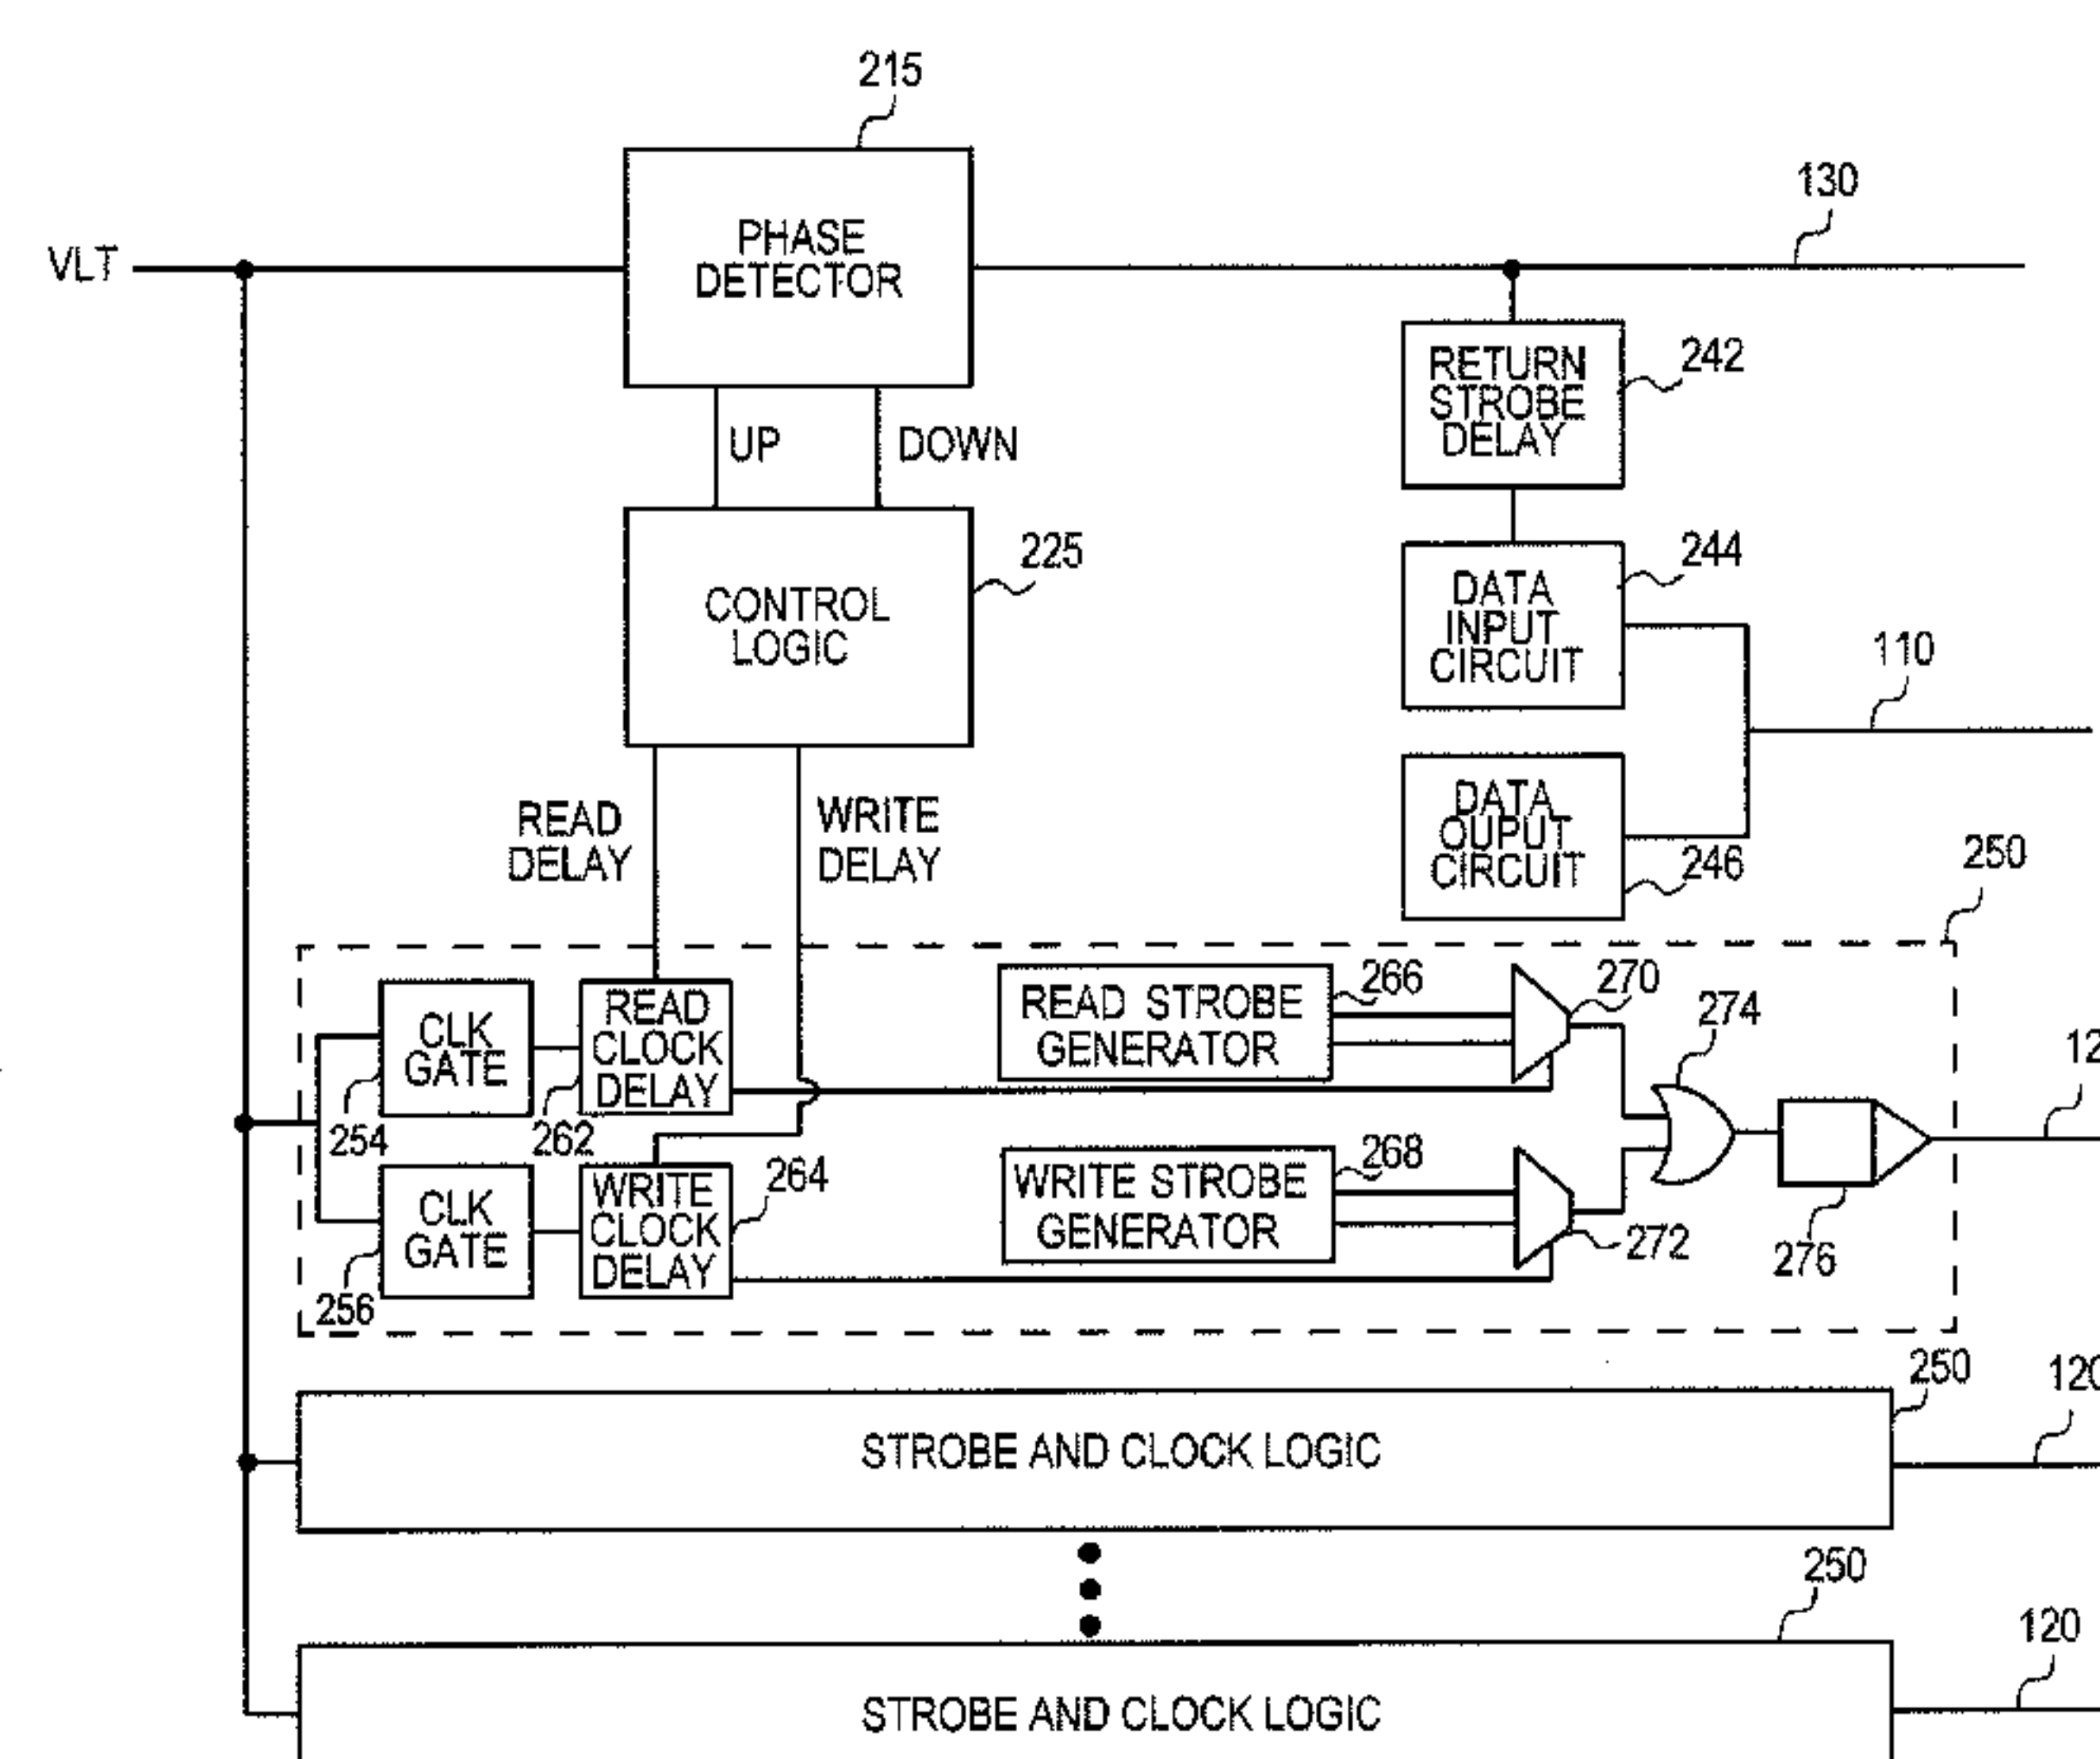 215
130
VLT
PHASE
DETECTOR
RETURN
STROBE
DELAY
242
UP
DOWN
225
CONTROL
LOGIC
244
DATA
INPUT
CIRCUIT
110
READ
DELAY
WRITE
DELAY
DATA
OUPUT
CIRCUIT
246
250
CLK
GATE
254
READ
CLOCK
DELAY
262
READ STROBE
GENERATOR
266
270
274
12
CLK
GATE
256
WRITE
CLOCK
DELAY
264
WRITE STROBE
GENERATOR
268
272
276
250
120
STROBE AND CLOCK LOGIC
250
120
STROBE AND CLOCK LOGIC